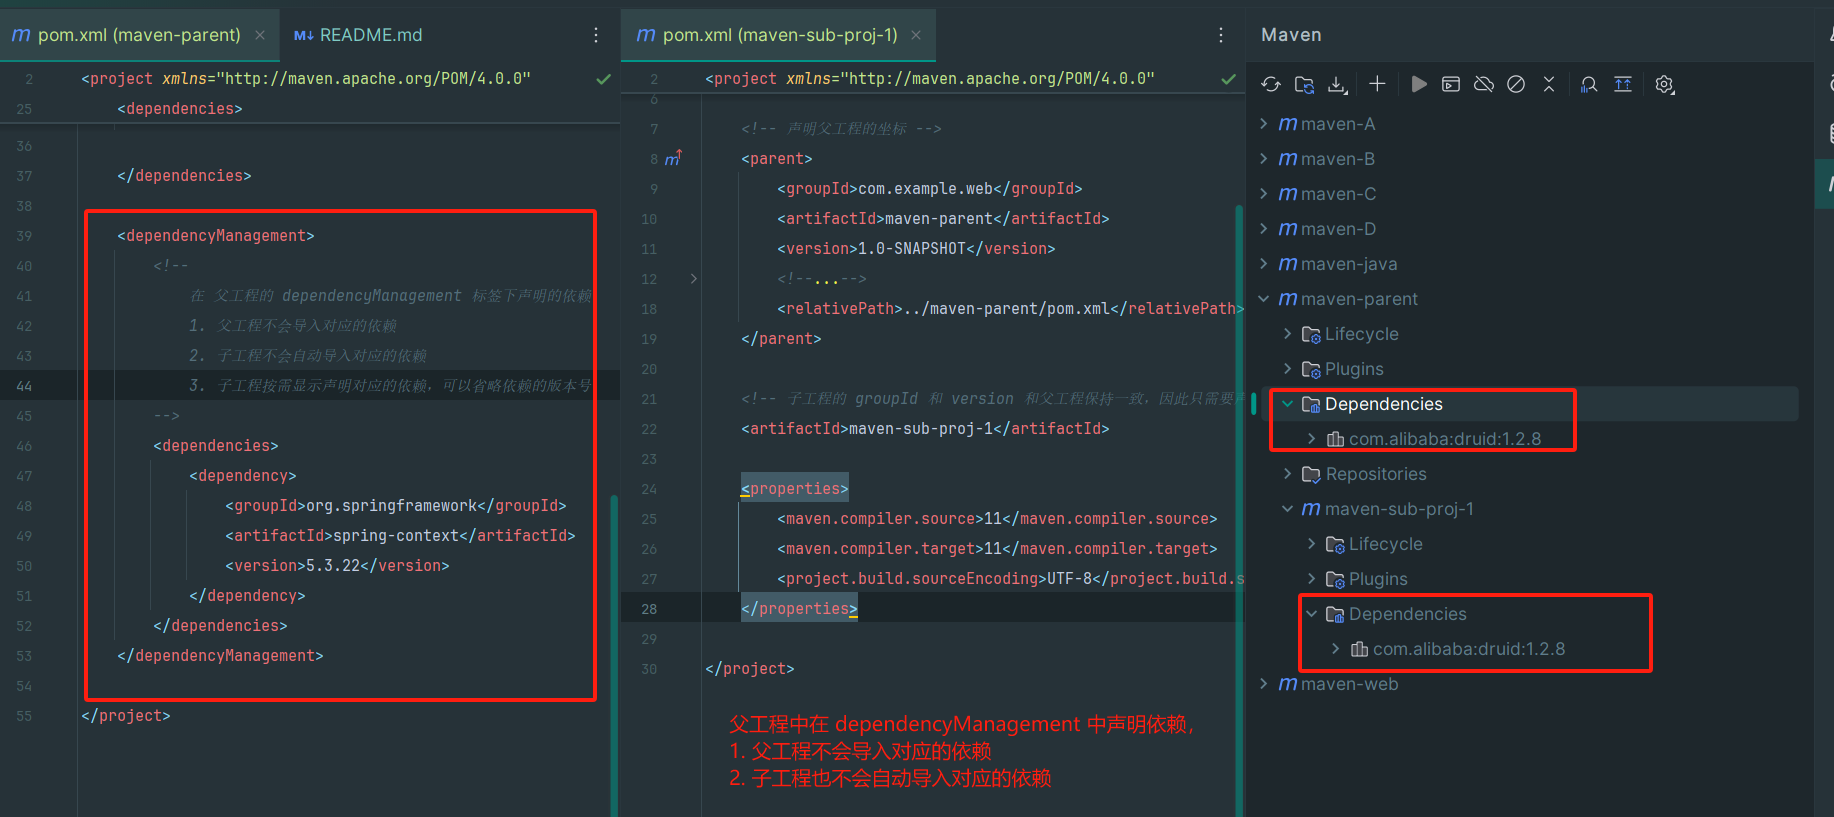 pom.xml (maven-parent)
README.md
2 <project xmlns="http://maven.apache.org/POM/4.0.0"
25 <dependencies>
36
37 </dependencies>
38
39 <dependencyManagement>
40 <!--
41 在 父工程的 dependencyManagement 标签下声明的依赖
42 1. 父工程不会导入对应的依赖
43 2. 子工程不会自动导入对应的依赖
44 3. 子工程按需显示声明对应的依赖，可以省略依赖的版本号
45 -->
46 <dependencies>
47 <dependency>
48 <groupId>org.springframework</groupId>
49 <artifactId>spring-context</artifactId>
50 <version>5.3.22</version>
51 </dependency>
52 </dependencies>
53 </dependencyManagement>
54
55 </project>
pom.xml (maven-sub-proj-1)
2 <project xmlns="http://maven.apache.org/POM/4.0.0"
6
7 <!-- 声明父工程的坐标 -->
8 <parent>
9 <groupId>com.example.web</groupId>
10 <artifactId>maven-parent</artifactId>
11 <version>1.0-SNAPSHOT</version>
12 <!--...-->
18 <relativePath>../maven-parent/pom.xml</relativePath>
19 </parent>
20
21 <!-- 子工程的 groupId 和 version 和父工程保持一致，因此只需要
22 <artifactId>maven-sub-proj-1</artifactId>
23
24 <properties>
25 <maven.compiler.source>11</maven.compiler.source>
26 <maven.compiler.target>11</maven.compiler.target>
27 <project.build.sourceEncoding>UTF-8</project.build.s
28 </properties>
29
30 </project>
父工程中在 dependencyManagement 中声明依赖，
1. 父工程不会导入对应的依赖
2. 子工程也不会自动导入对应的依赖
Maven
maven-A
maven-B
maven-C
maven-D
maven-java
maven-parent
Lifecycle
Plugins
Dependencies
com.alibaba:druid:1.2.8
Repositories
maven-sub-proj-1
Lifecycle
Plugins
Dependencies
com.alibaba:druid:1.2.8
maven-web